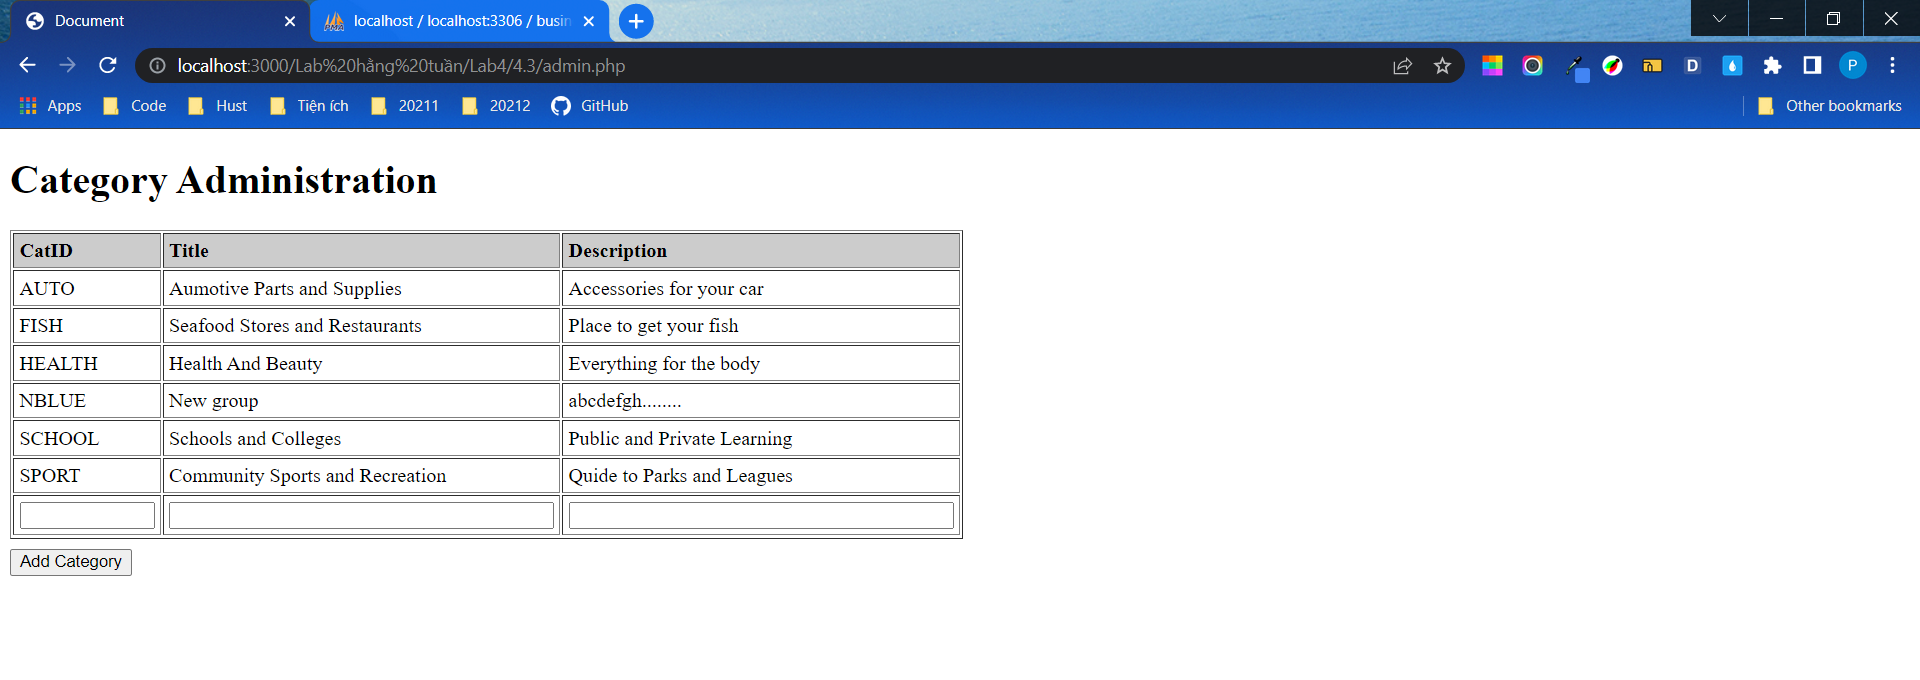 Document
localhost / localhost:3306 / busin
localhost:3000/Lab%20hằng%20tuần/Lab4/4.3/admin.php
D
P
Apps Code Hust Tiện ích 20211 20212 GitHub Other bookmarks
Category Administration
CatID Title Description
AUTO Aumotive Parts and Supplies Accessories for your car
FISH Seafood Stores and Restaurants Place to get your fish
HEALTH Health And Beauty Everything for the body
NBLUE New group abcdefgh........
SCHOOL Schools and Colleges Public and Private Learning
SPORT Community Sports and Recreation Quide to Parks and Leagues
Add Category